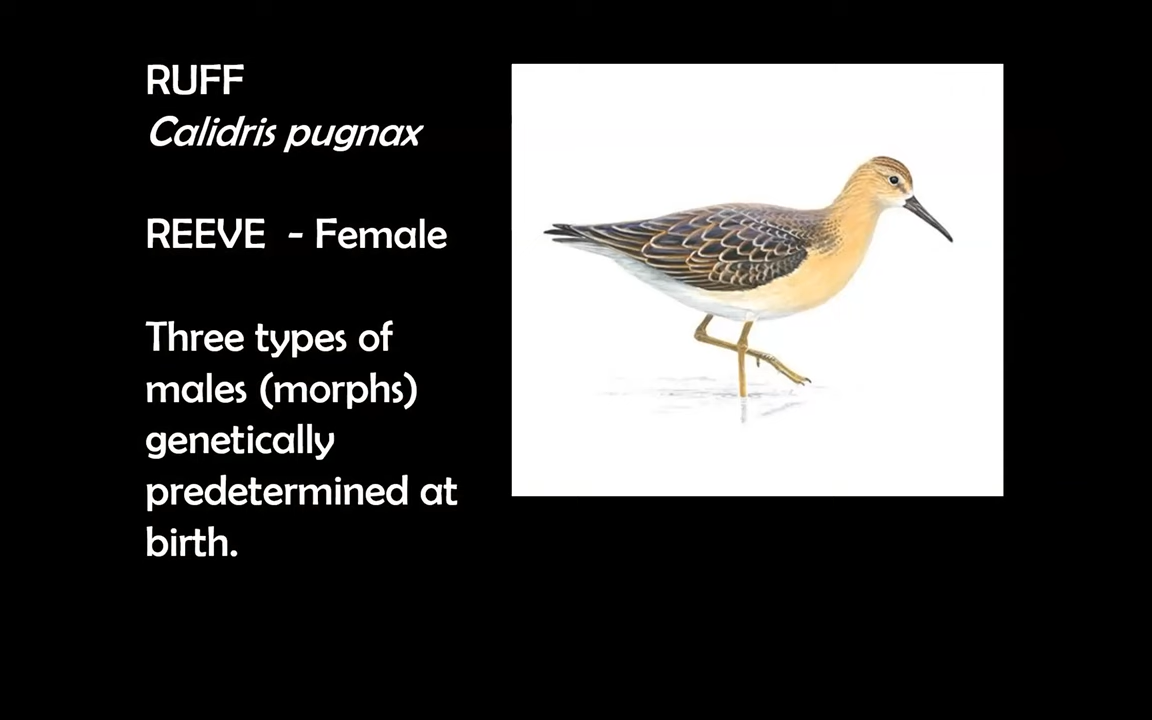 RUFF
Calidris pugnax
REEVE - Female
Three types of
males (morphs)
genetically
predetermined at
birth.